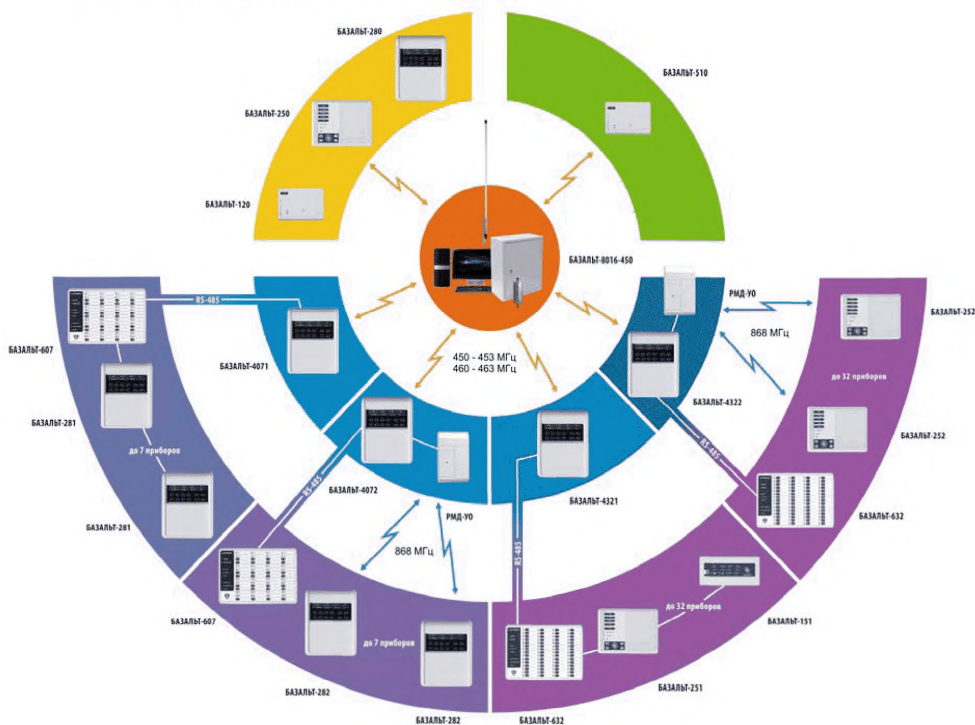 БАЗАЛЬТ-280
БАЗАЛЬТ-250
БАЗАЛЬТ-120
БАЗАЛЬТ-510
БАЗАЛЬТ-8016-450
450 - 453 МГц
460 - 463 МГц
RS-485
БАЗАЛЬТ-607
БАЗАЛЬТ-4071
БАЗАЛЬТ-281
до 7 приборов
БАЗАЛЬТ-281
РМД-УО
868 МГц
БАЗАЛЬТ-252
до 32 приборов
БАЗАЛЬТ-4322
БАЗАЛЬТ-252
RS-485
БАЗАЛЬТ-632
БАЗАЛЬТ-4072
RS-485
РМД-УО
868 МГц
БАЗАЛЬТ-607
до 7 приборов
БАЗАЛЬТ-282
БАЗАЛЬТ-282
БАЗАЛЬТ-4321
RS-485
до 32 приборов
БАЗАЛЬТ-151
БАЗАЛЬТ-251
БАЗАЛЬТ-632